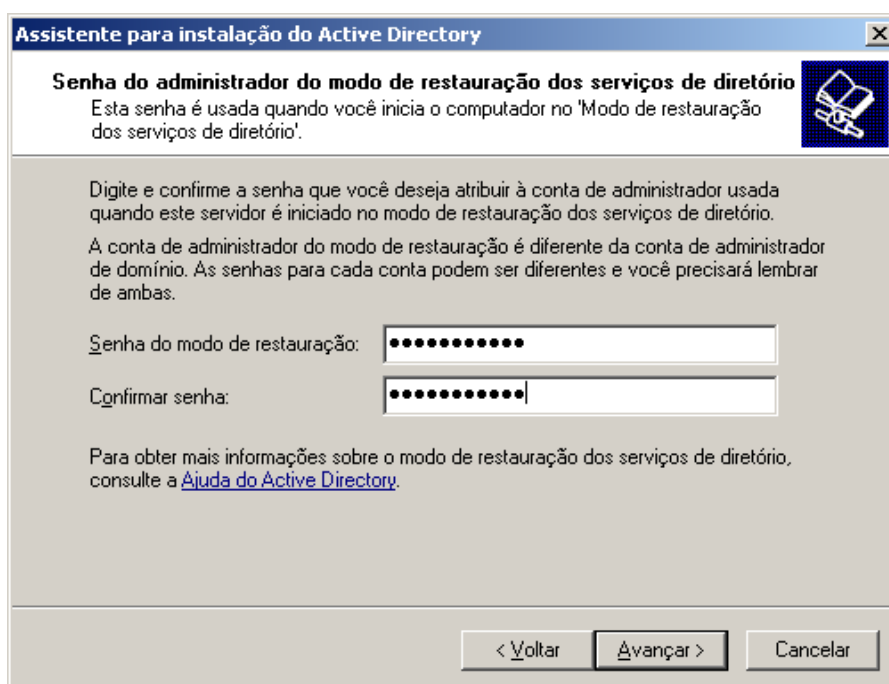 Assistente para instalação do Active Directory
Senha do administrador do modo de restauração dos serviços de diretório
Esta senha é usada quando você inicia o computador no 'Modo de restauração
dos serviços de diretório'.
Digite e confirme a senha que você deseja atribuir à conta de administrador usada
quando este servidor é iniciado no modo de restauração dos serviços de diretório.
A conta de administrador do modo de restauração é diferente da conta de administrador
de domínio. As senhas para cada conta podem ser diferentes e você precisará lembrar
de ambas.
Senha do modo de restauração: ●●●●●●●●●●●
Confirmar senha: ●●●●●●●●●●●
Para obter mais informações sobre o modo de restauração dos serviços de diretório,
consulte a Ajuda do Active Directory.
< Voltar Avançar > Cancelar